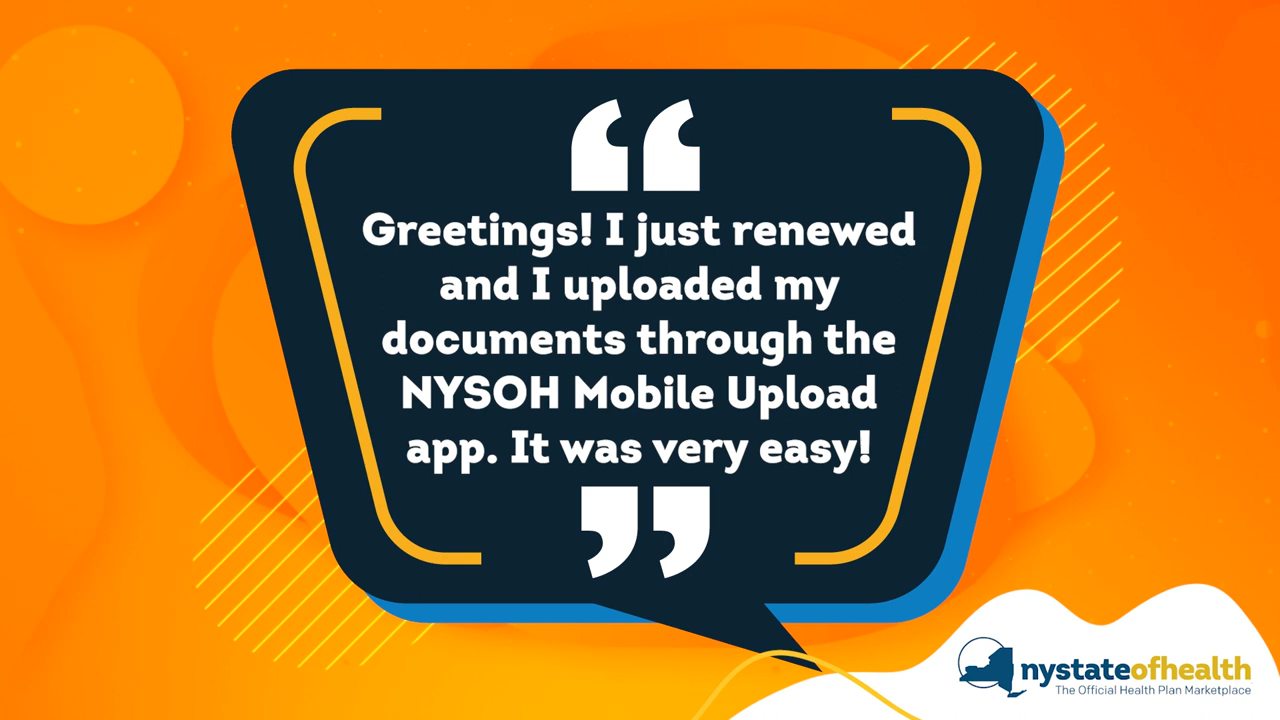 “
Greetings! I just renewed
and I uploaded my
documents through the
NYSOH Mobile Upload
app. It was very easy!
”
nystateofhealth
The Official Health Plan Marketplace